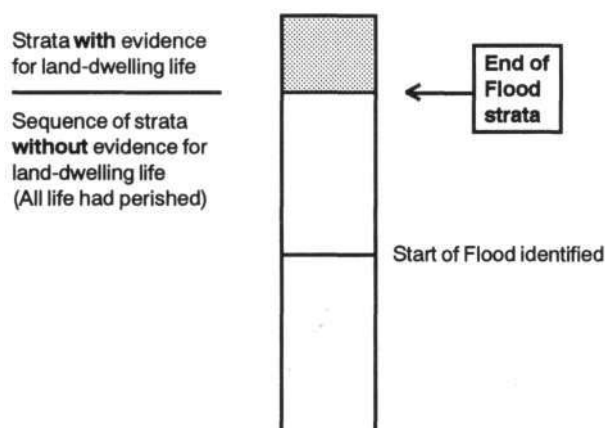 Strata with evidence
for land-dwelling life
Sequence of strata
without evidence for
land-dwelling life
(All life had perished)
End of
Flood
strata
Start of Flood identified